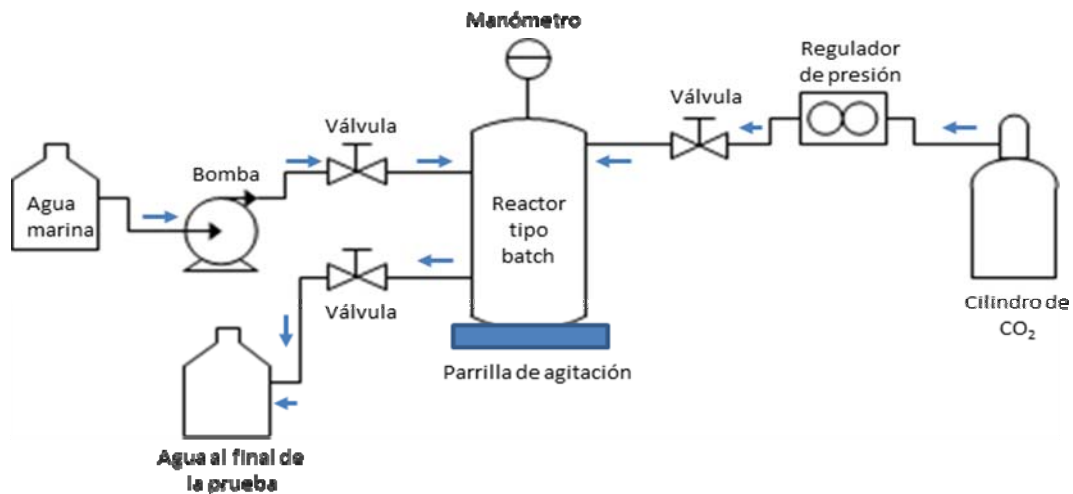 Manómetro
Regulador
de presión
Válvula
Válvula
Bomba
Agua
marina
Reactor
tipo
batch
Válvula
Cilindro de
CO₂
Parrilla de agitación
Agua al final de
la prueba